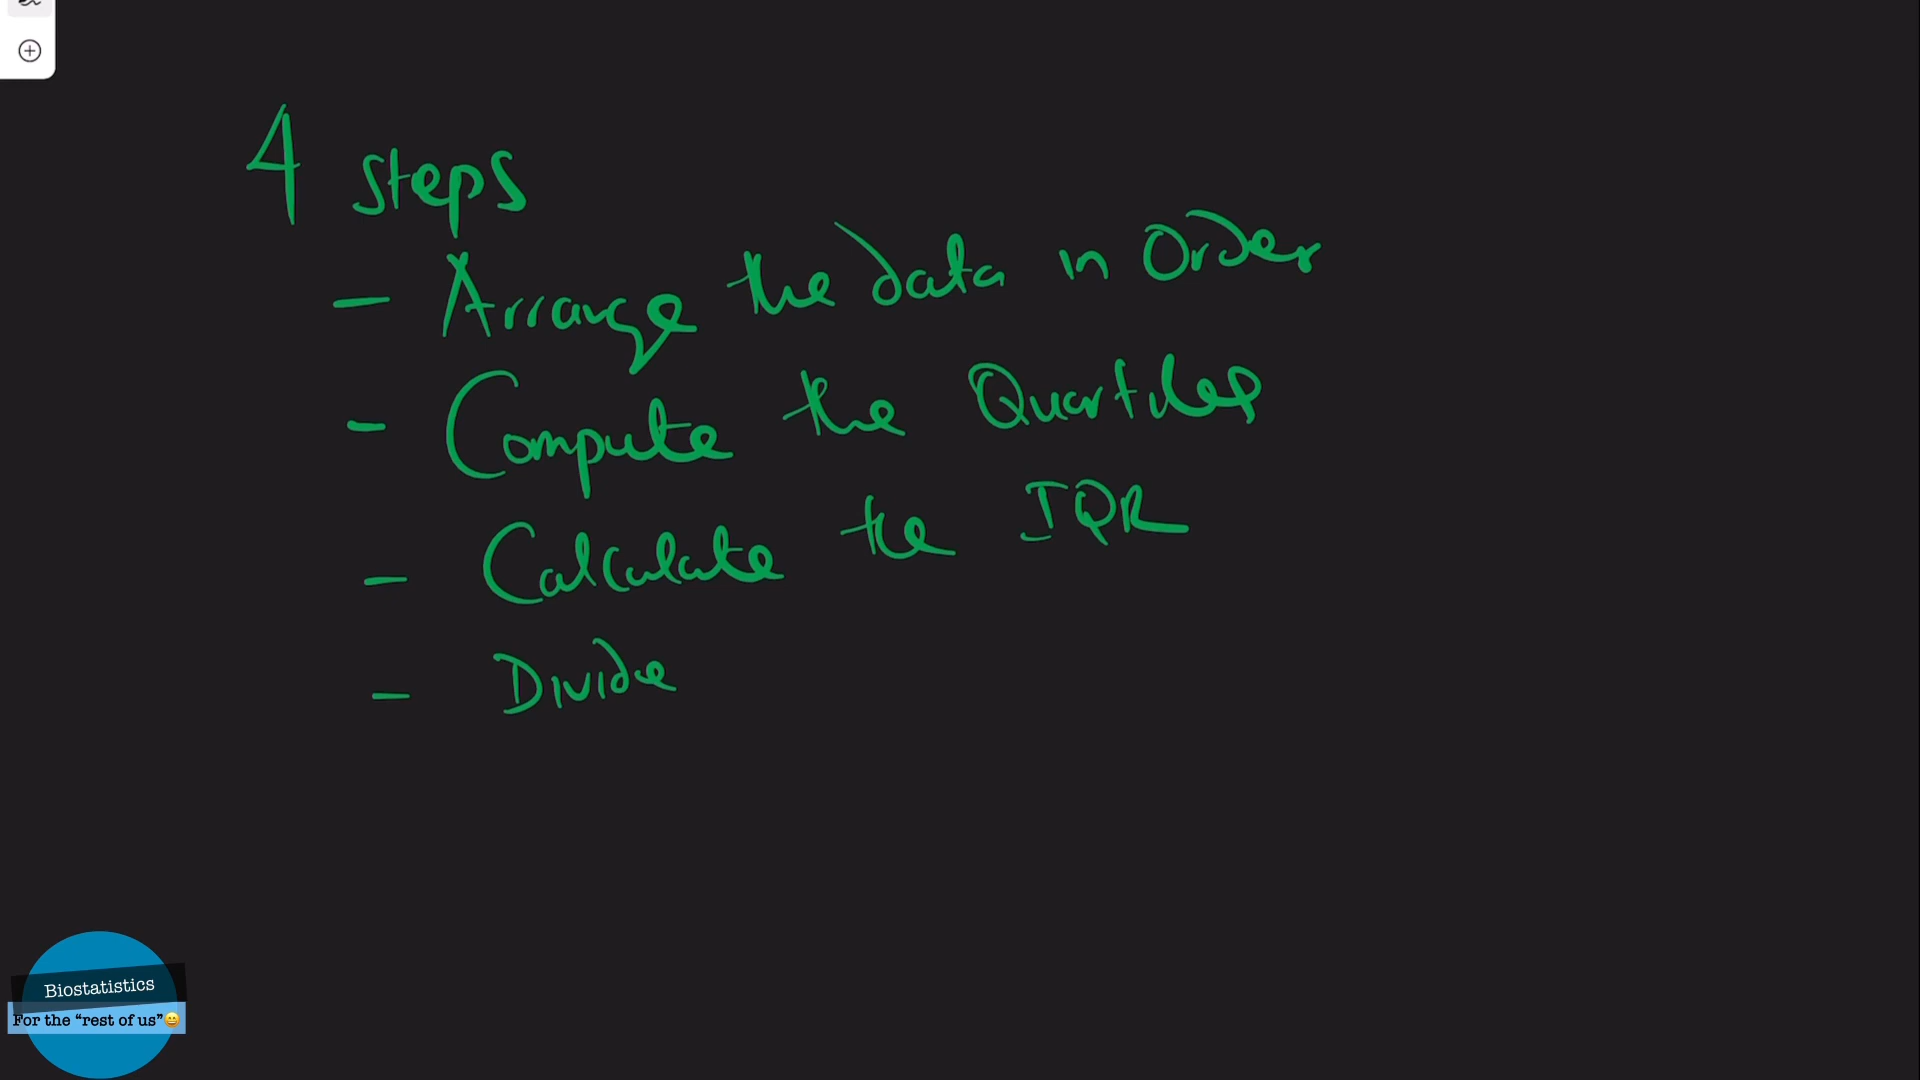 4 steps
- Arrange the data in Order
- Compute the Quartiles
- Calculate the IQR
- Divide
Biostatistics
For the “rest of us”😄